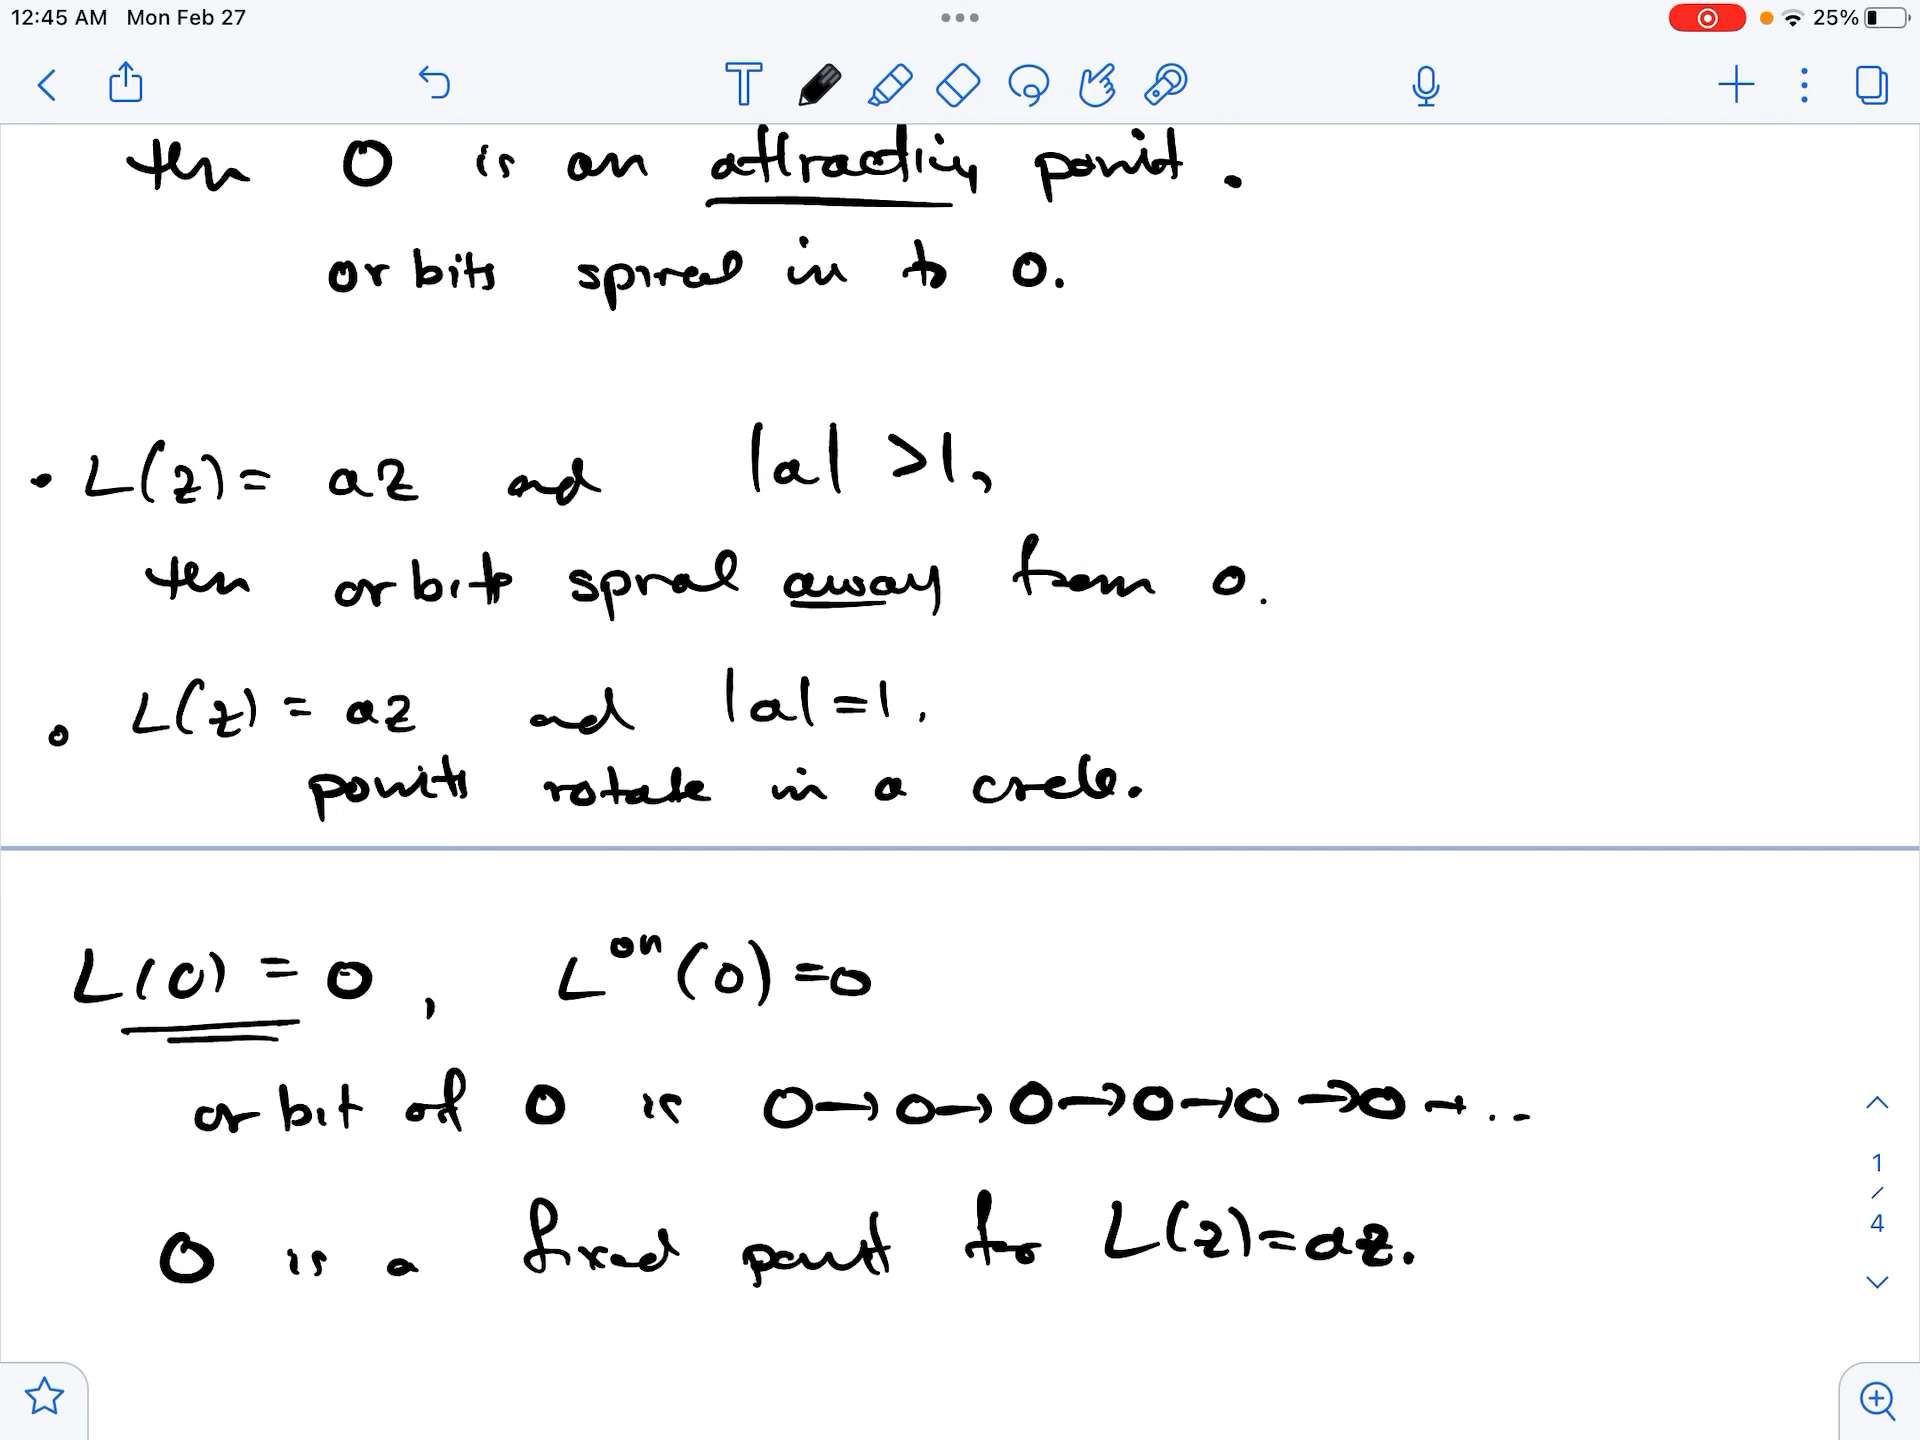 12:45 AM Mon Feb 27
25%
T
then 0 is an attracting point.
orbits spiral in to 0.
• L(z) = az and |a| > 1,
then orbits spiral away from 0.
• L(z) = az and |a| = 1.
points rotate in a circle.
L(0) = 0, L^{on}(0) = 0
orbit of 0 is 0→0→0→0→0→0→...
0 is a fixed point for L(z) = az.
1
/
4